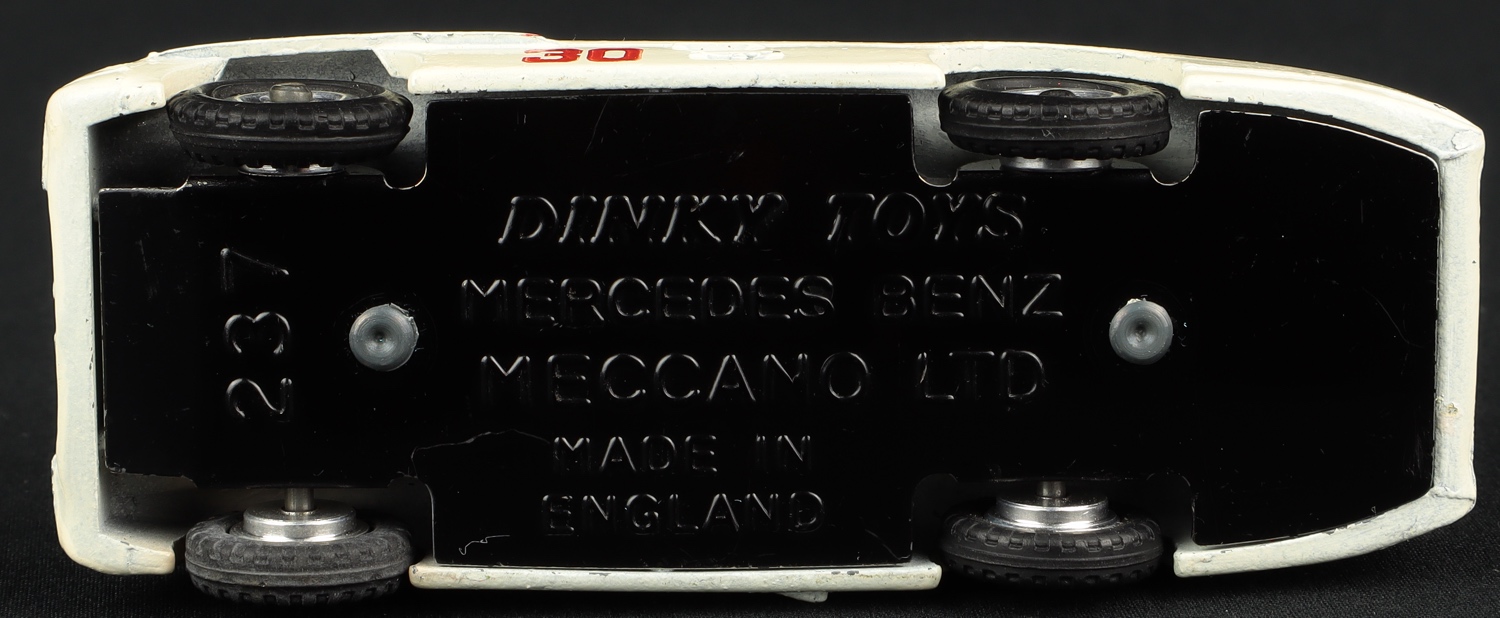 30
DINKY TOYS
MERCEDES BENZ
MECCANO LTD
MADE IN
ENGLAND
237